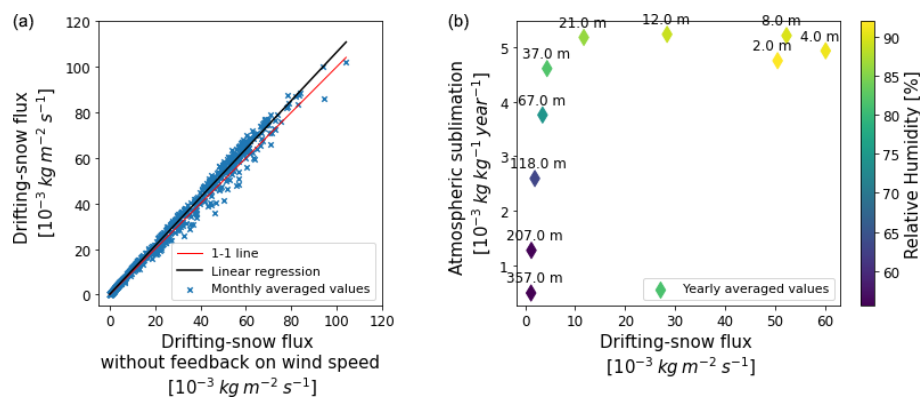 (a)
120
100
80
60
40
20
0
Drifting-snow flux
[10⁻³ kg m⁻² s⁻¹]
1-1 line
Linear regression
Monthly averaged values
0 20 40 60 80 100 120
Drifting-snow flux
without feedback on wind speed
[10⁻³ kg m⁻² s⁻¹]
(b)
5
4
3
2
1
Atmospheric sublimation
[10⁻³ kg kg⁻¹ year⁻¹]
21.0 m
12.0 m
8.0 m
4.0 m
2.0 m
37.0 m
67.0 m
118.0 m
207.0 m
357.0 m
Yearly averaged values
0 10 20 30 40 50 60
Drifting-snow flux
[10⁻³ kg m⁻² s⁻¹]
90
85
80
75
70
65
60
Relative Humidity [%]